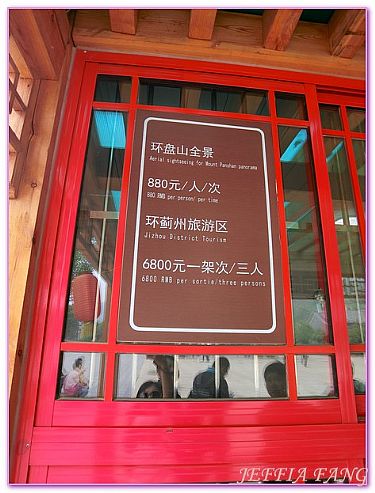 环盘山全景
Aerial sightseeing for Mount Panshan panorama
880元/人/次
880 RMB per person/ per time
环蓟州旅游区
Jizhou District Tourism
6800元一架次/三人
6800 RMB per sortie/three persons
JEFFIA FANG